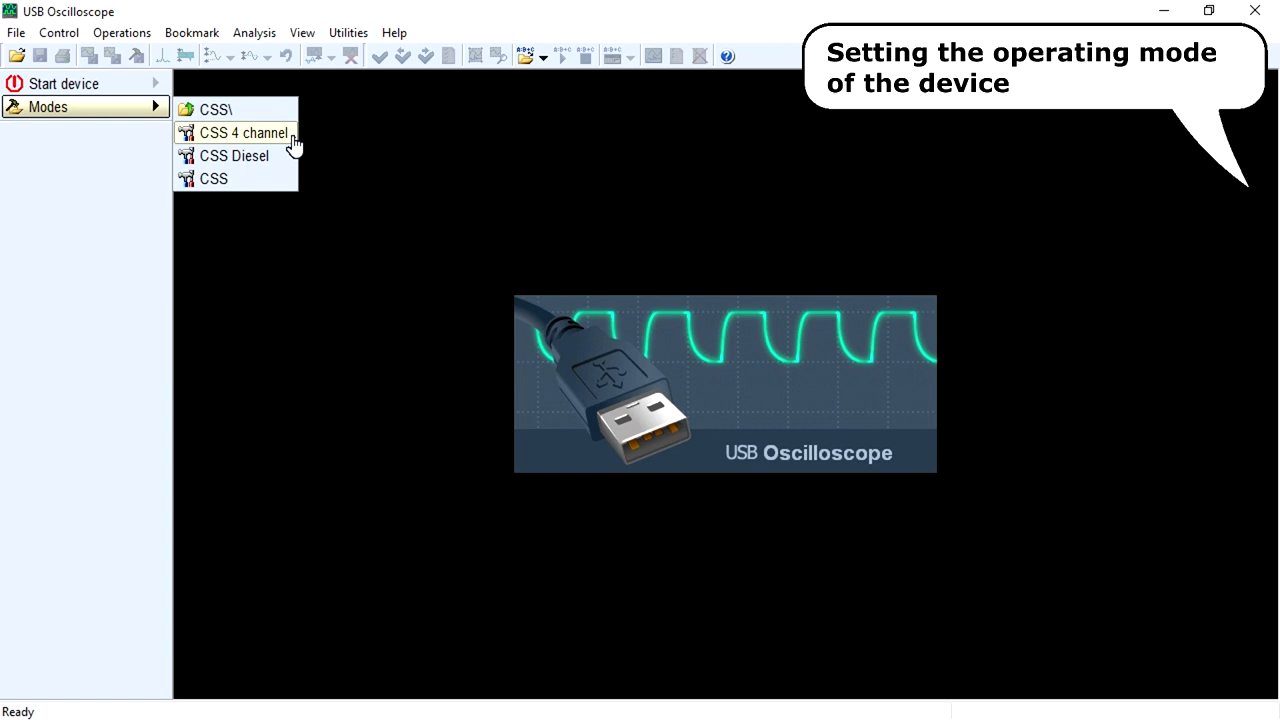 USB Oscilloscope
File Control Operations Bookmark Analysis View Utilities Help
Setting the operating mode
of the device
Start device
Modes
CSS\
CSS 4 channel
CSS Diesel
CSS
USB Oscilloscope
Ready